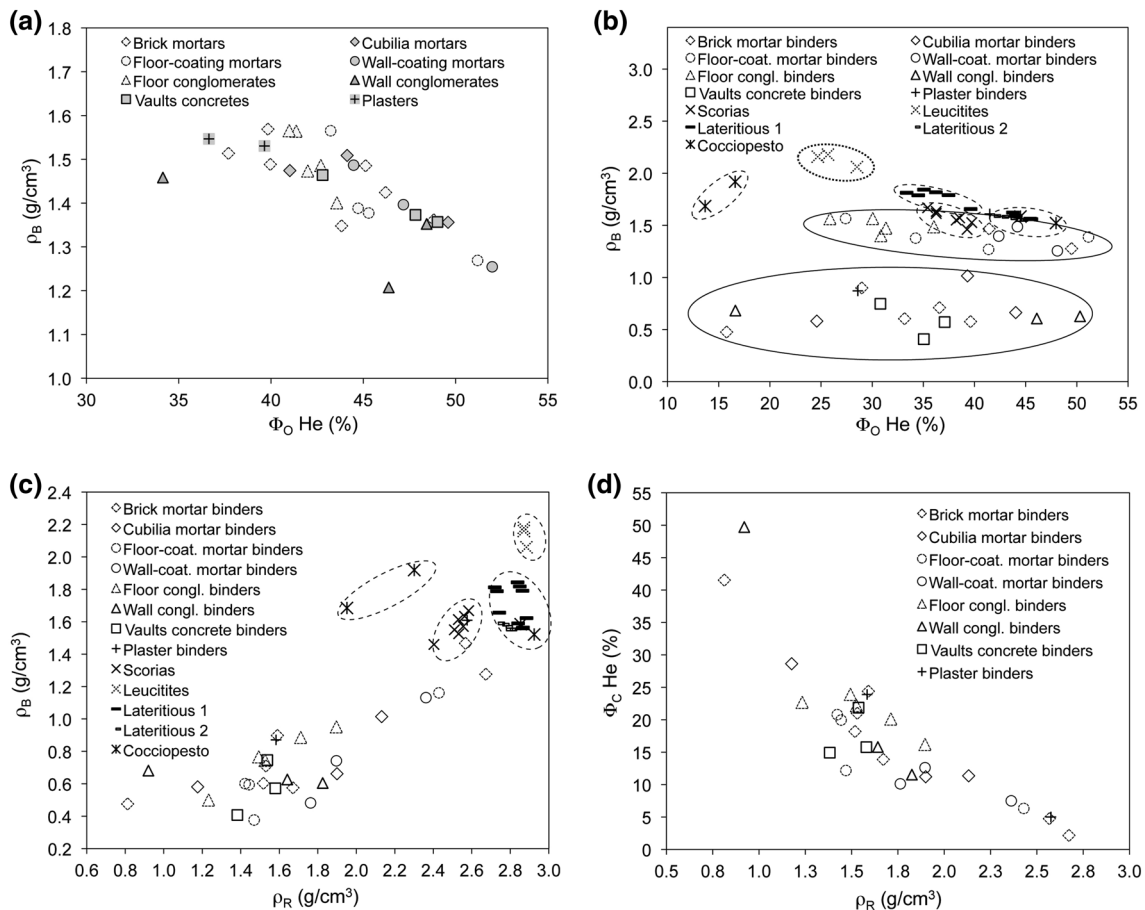 (a)
1.8
1.7
1.6
1.5
1.4
1.3
1.2
1.1
1.0
ρB (g/cm³)
Brick mortars
Cubilia mortars
Floor-coating mortars
Wall-coating mortars
Floor conglomerates
Wall conglomerates
Vaults concretes
Plasters
30 35 40 45 50 55
ΦO He (%)
(b)
3.5
3.0
2.5
2.0
1.5
1.0
0.5
0.0
ρB (g/cm³)
Brick mortar binders
Cubilia mortar binders
Floor-coat. mortar binders
Wall-coat. mortar binders
Floor congl. binders
Wall congl. binders
Vaults concrete binders
Plaster binders
Scorias
Leucitites
Lateritious 1
Lateritious 2
Cocciopesto
10 15 20 25 30 35 40 45 50 55
ΦO He (%)
(c)
2.4
2.2
2.0
1.8
1.6
1.4
1.2
1.0
0.8
0.6
0.4
0.2
ρB (g/cm³)
Brick mortar binders
Cubilia mortar binders
Floor-coat. mortar binders
Wall-coat. mortar binders
Floor congl. binders
Wall congl. binders
Vaults concrete binders
Plaster binders
Scorias
Leucitites
Lateritious 1
Lateritious 2
Cocciopesto
0.6 0.8 1.0 1.2 1.4 1.6 1.8 2.0 2.2 2.4 2.6 2.8 3.0
ρR (g/cm³)
(d)
55
50
45
40
35
30
25
20
15
10
5
0
ΦC He (%)
Brick mortar binders
Cubilia mortar binders
Floor-coat. mortar binders
Wall-coat. mortar binders
Floor congl. binders
Wall congl. binders
Vaults concrete binders
Plaster binders
0.6 0.9 1.2 1.5 1.8 2.1 2.4 2.7 3.0
ρR (g/cm³)